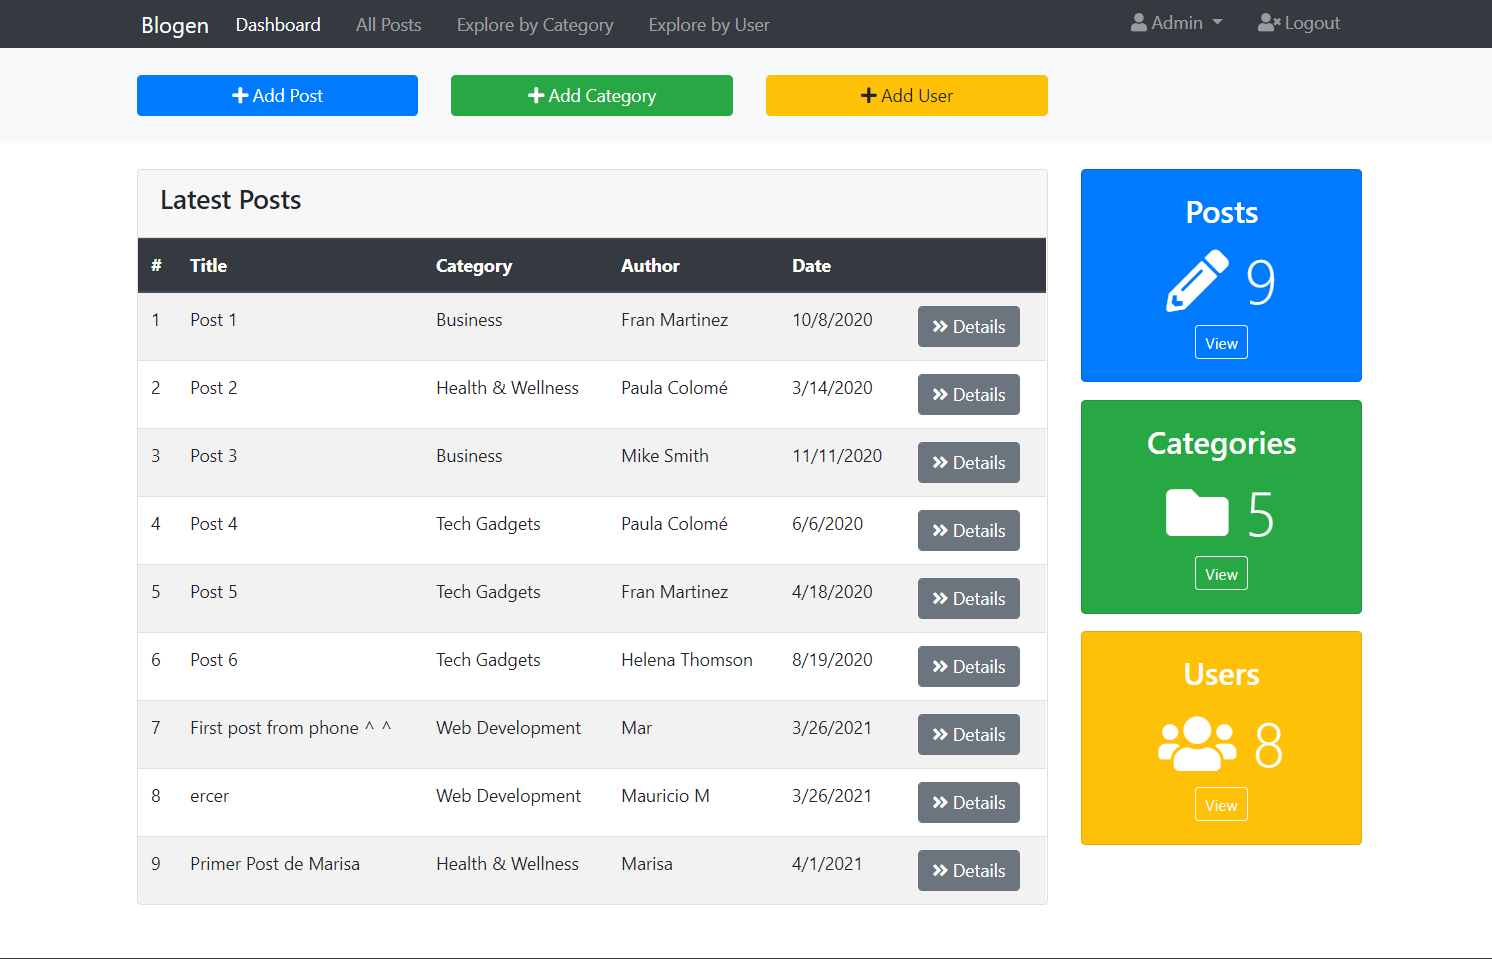 Blogen Dashboard All Posts Explore by Category Explore by User Admin Logout
Add Post Add Category Add User
Latest Posts
# Title Category Author Date
1 Post 1 Business Fran Martinez 10/8/2020 Details
2 Post 2 Health & Wellness Paula Colomé 3/14/2020 Details
3 Post 3 Business Mike Smith 11/11/2020 Details
4 Post 4 Tech Gadgets Paula Colomé 6/6/2020 Details
5 Post 5 Tech Gadgets Fran Martinez 4/18/2020 Details
6 Post 6 Tech Gadgets Helena Thomson 8/19/2020 Details
7 First post from phone ^ ^ Web Development Mar 3/26/2021 Details
8 ercer Web Development Mauricio M 3/26/2021 Details
9 Primer Post de Marisa Health & Wellness Marisa 4/1/2021 Details
Posts
9
View
Categories
5
View
Users
8
View